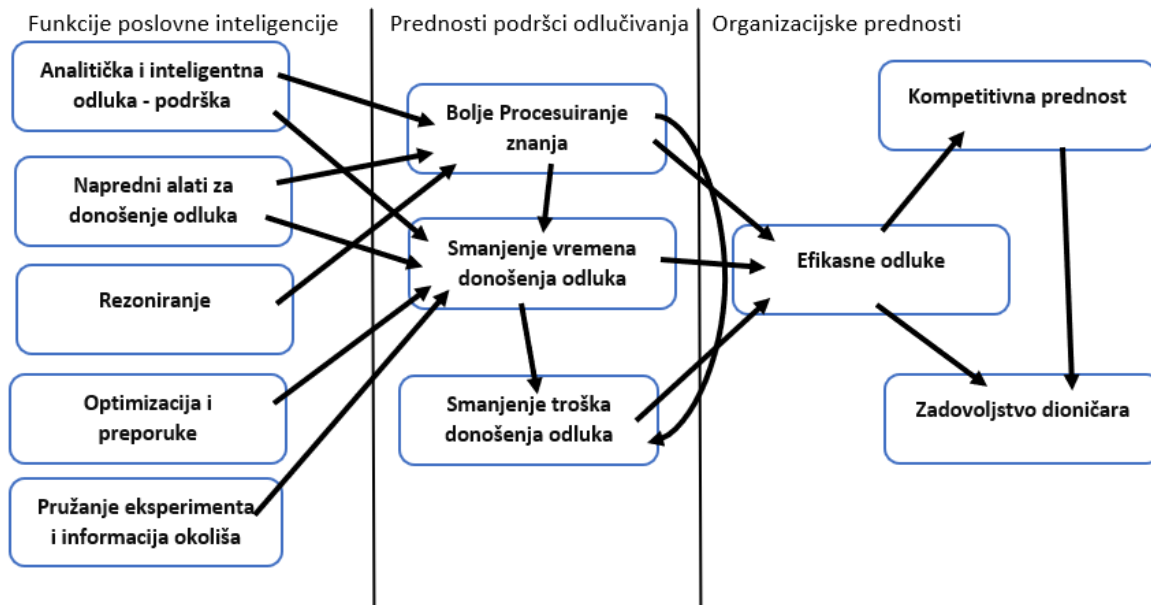 Funkcije poslovne inteligencije
Prednosti podršci odlučivanja
Organizacijske prednosti
Analitička i inteligentna
odluka - podrška
Napredni alati za
donošenje odluka
Rezoniranje
Optimizacija i
preporuke
Pružanje eksperimenta
i informacija okoliša
Bolje Procesuiranje
znanja
Smanjenje vremena
donošenja odluka
Smanjenje troška
donošenja odluka
Efikasne odluke
Kompetitivna prednost
Zadovoljstvo dioničara